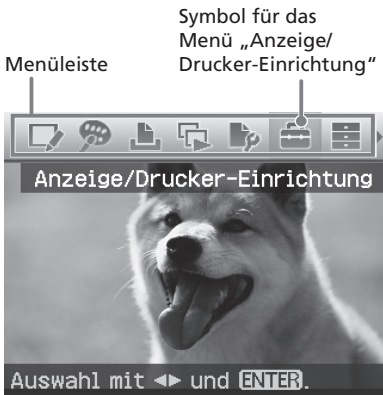 Symbol für das
Menü „Anzeige/
Drucker-Einrichtung“
Menüleiste
Anzeige/Drucker-Einrichtung
Auswahl mit ◄► und ENTER.